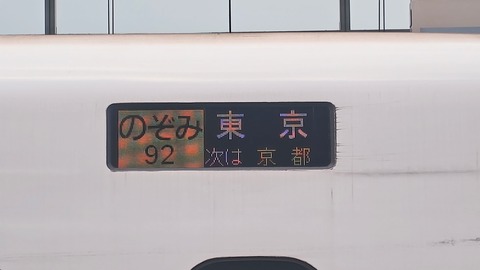 のぞみ 東京
92 次は 京都